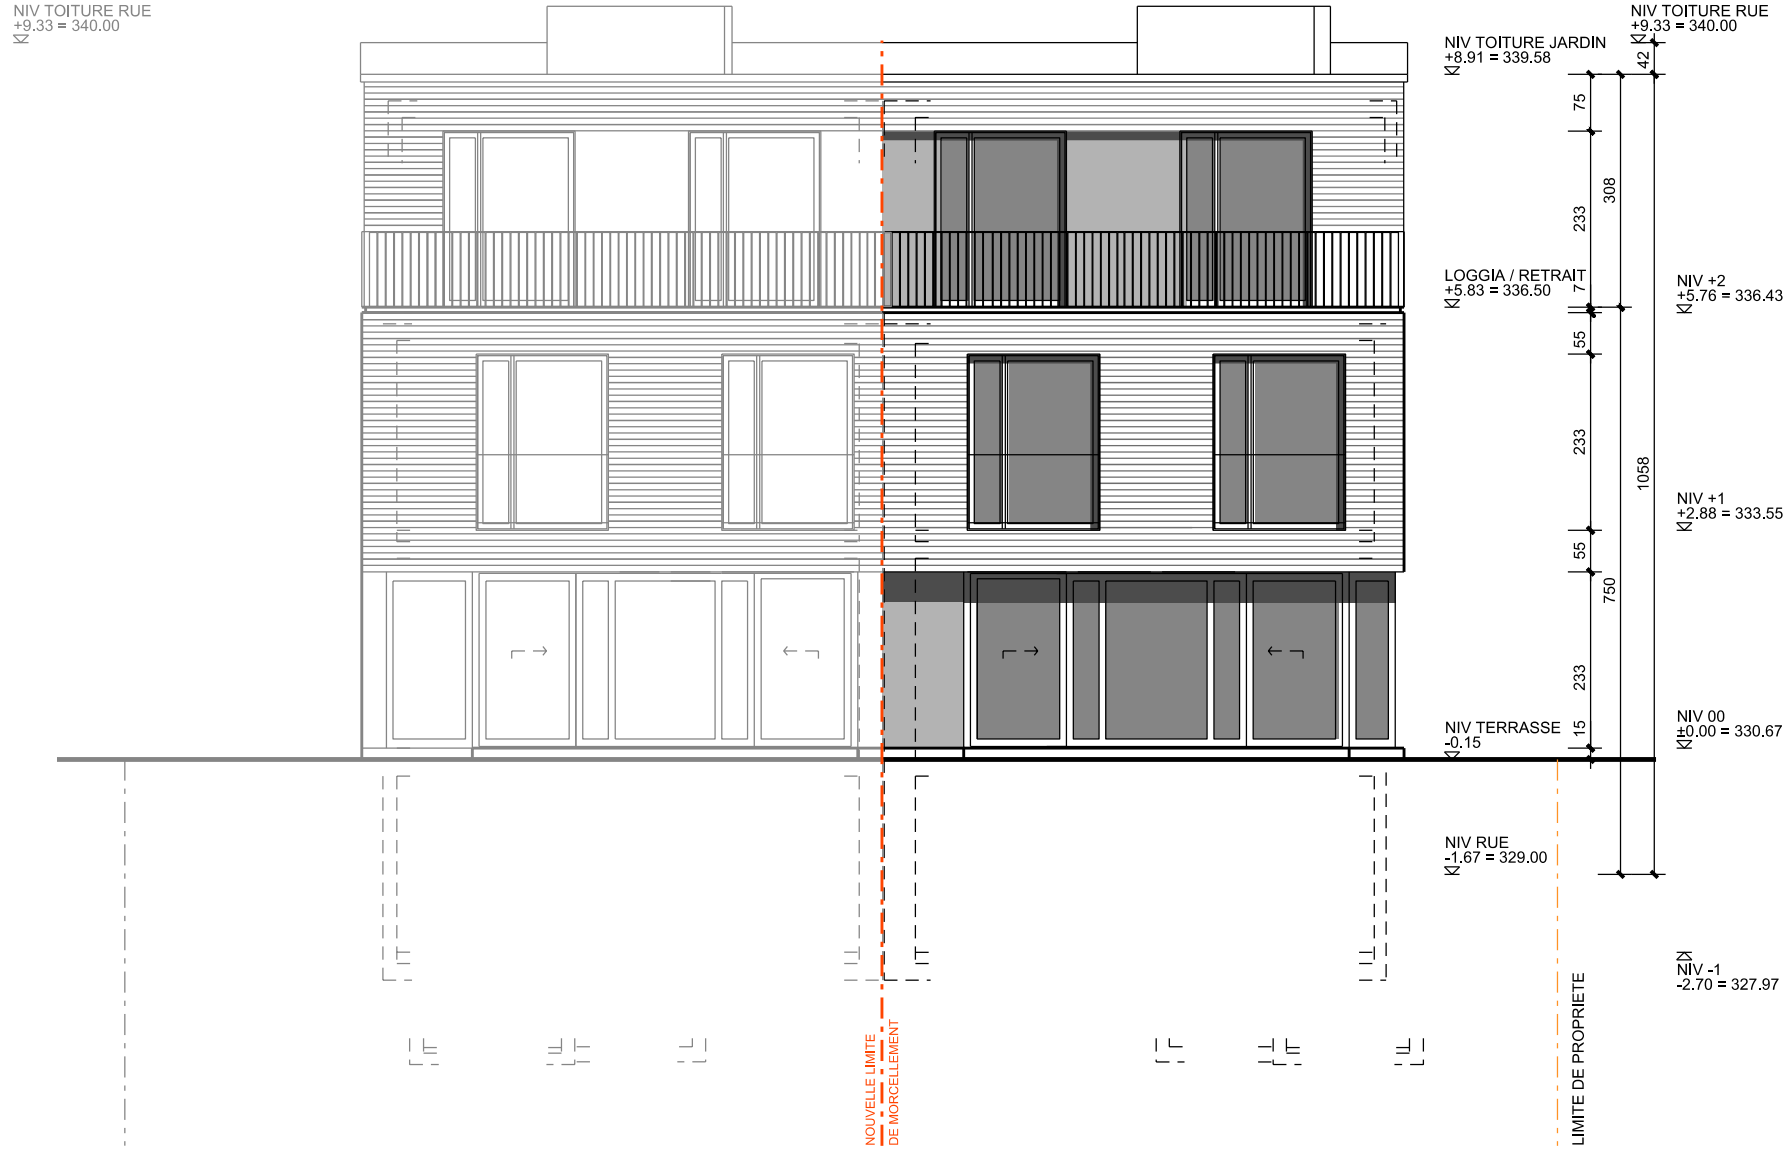 NIV TOITURE RUE
+9.33 = 340.00
NIV TOITURE RUE
+9.33 = 340.00
NIV TOITURE JARDIN
+8.91 = 339.58
42
75
308
233
LOGGIA / RETRAIT
+5.83 = 336.50
7
NIV +2
+5.76 = 336.43
55
233
1058
NIV +1
+2.88 = 333.55
55
750
233
15
NIV TERRASSE
-0.15
NIV 00
±0.00 = 330.67
NIV RUE
-1.67 = 329.00
NIV -1
-2.70 = 327.97
NOUVELLE LIMITE
DE MORCELLEMENT
LIMITE DE PROPRIETE